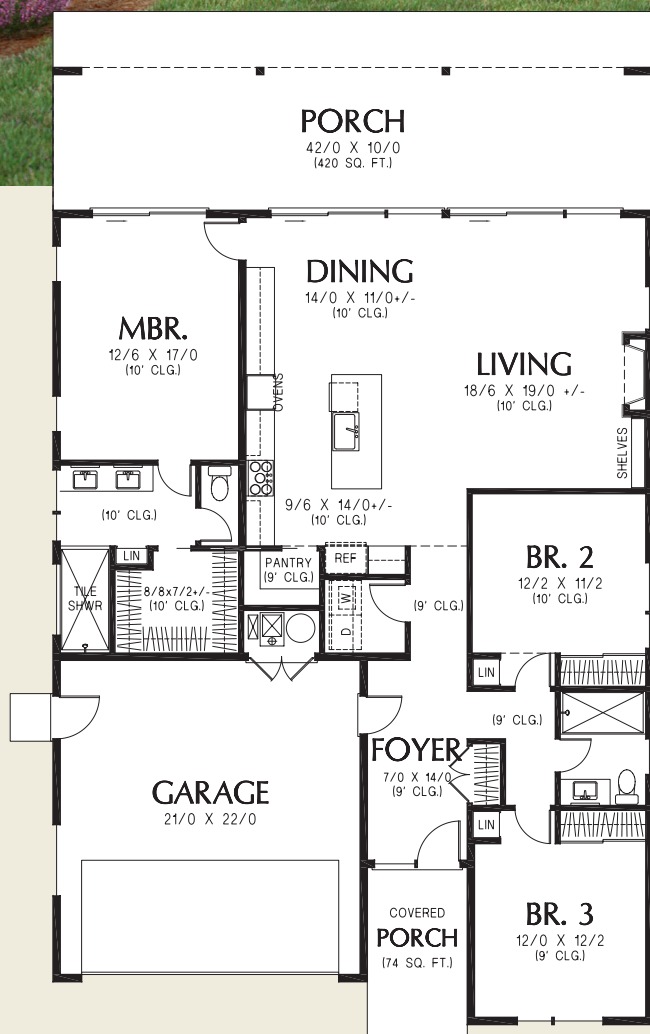 PORCH
42/0 X 10/0
(420 SQ. FT.)
DINING
14/0 X 11/0+/-
(10' CLG.)
MBR.
12/6 X 17/0
(10' CLG.)
LIVING
18/6 X 19/0 +/-
(10' CLG.)
OVENS
SHELVES
9/6 X 14/0+/-
(10' CLG.)
(10' CLG.)
LIN
PANTRY
(9' CLG.)
REF
BR. 2
12/2 X 11/2
(10' CLG.)
TILE
SHWR
8/8x7/2+/-
(10' CLG.)
W
D
(9' CLG.)
LIN
(9' CLG.)
FOYER
7/0 X 14/0
(9' CLG.)
GARAGE
21/0 X 22/0
LIN
COVERED
PORCH
(74 SQ. FT.)
BR. 3
12/0 X 12/2
(9' CLG.)